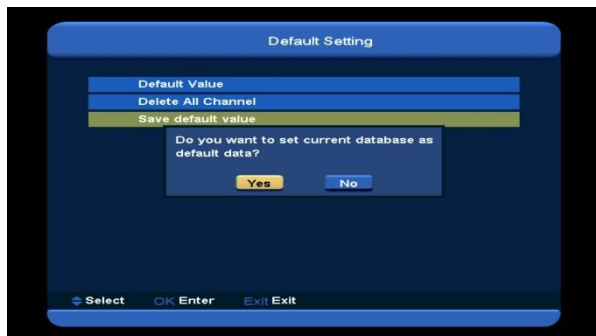 Default Setting
Default Value
Delete All Channel
Save default value
Do you want to set current database as
default data?
Yes No
Select OK Enter Exit Exit